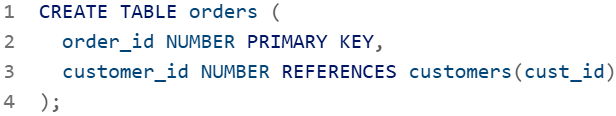 1 CREATE TABLE orders (
2   order_id NUMBER PRIMARY KEY,
3   customer_id NUMBER REFERENCES customers(cust_id)
4 );